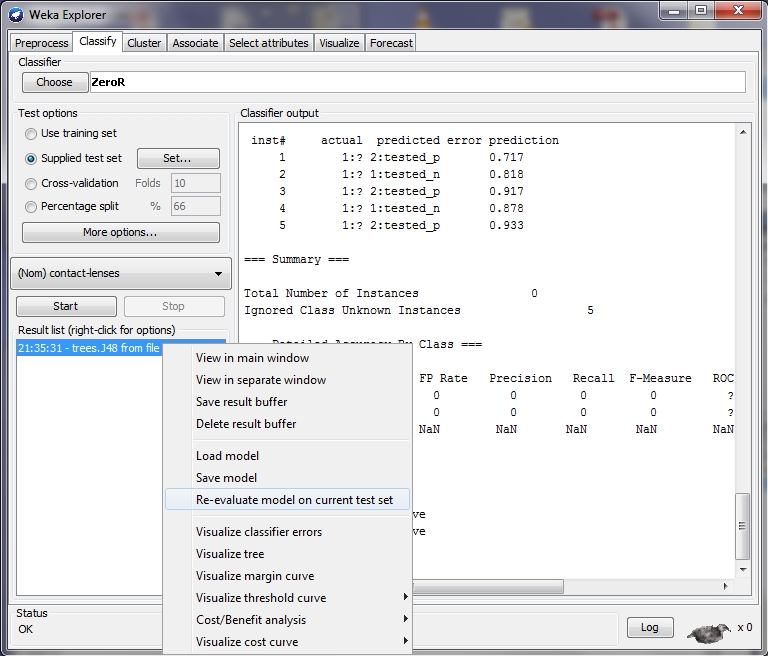 Weka Explorer
Preprocess Classify Cluster Associate Select attributes Visualize Forecast
Classifier
Choose ZeroR
Test options
Use training set
Supplied test set Set...
Cross-validation Folds 10
Percentage split % 66
More options...
(Nom) contact-lenses
Start Stop
Result list (right-click for options)
21:35:31 - trees.J48 from file
Classifier output
inst# actual predicted error prediction
1 1:? 2:tested_p 0.717
2 1:? 1:tested_n 0.818
3 1:? 2:tested_p 0.917
4 1:? 1:tested_n 0.878
5 1:? 2:tested_p 0.933
=== Summary ===
Total Number of Instances 0
Ignored Class Unknown Instances 5
Detailed Accuracy By Class ===
FP Rate Precision Recall F-Measure ROC
0 0 0 0 ?
0 0 0 0 ?
NaN NaN NaN NaN NaN
ve
ve
View in main window
View in separate window
Save result buffer
Delete result buffer
Load model
Save model
Re-evaluate model on current test set
Visualize classifier errors
Visualize tree
Visualize margin curve
Visualize threshold curve
Cost/Benefit analysis
Visualize cost curve
Status
OK
Log x 0